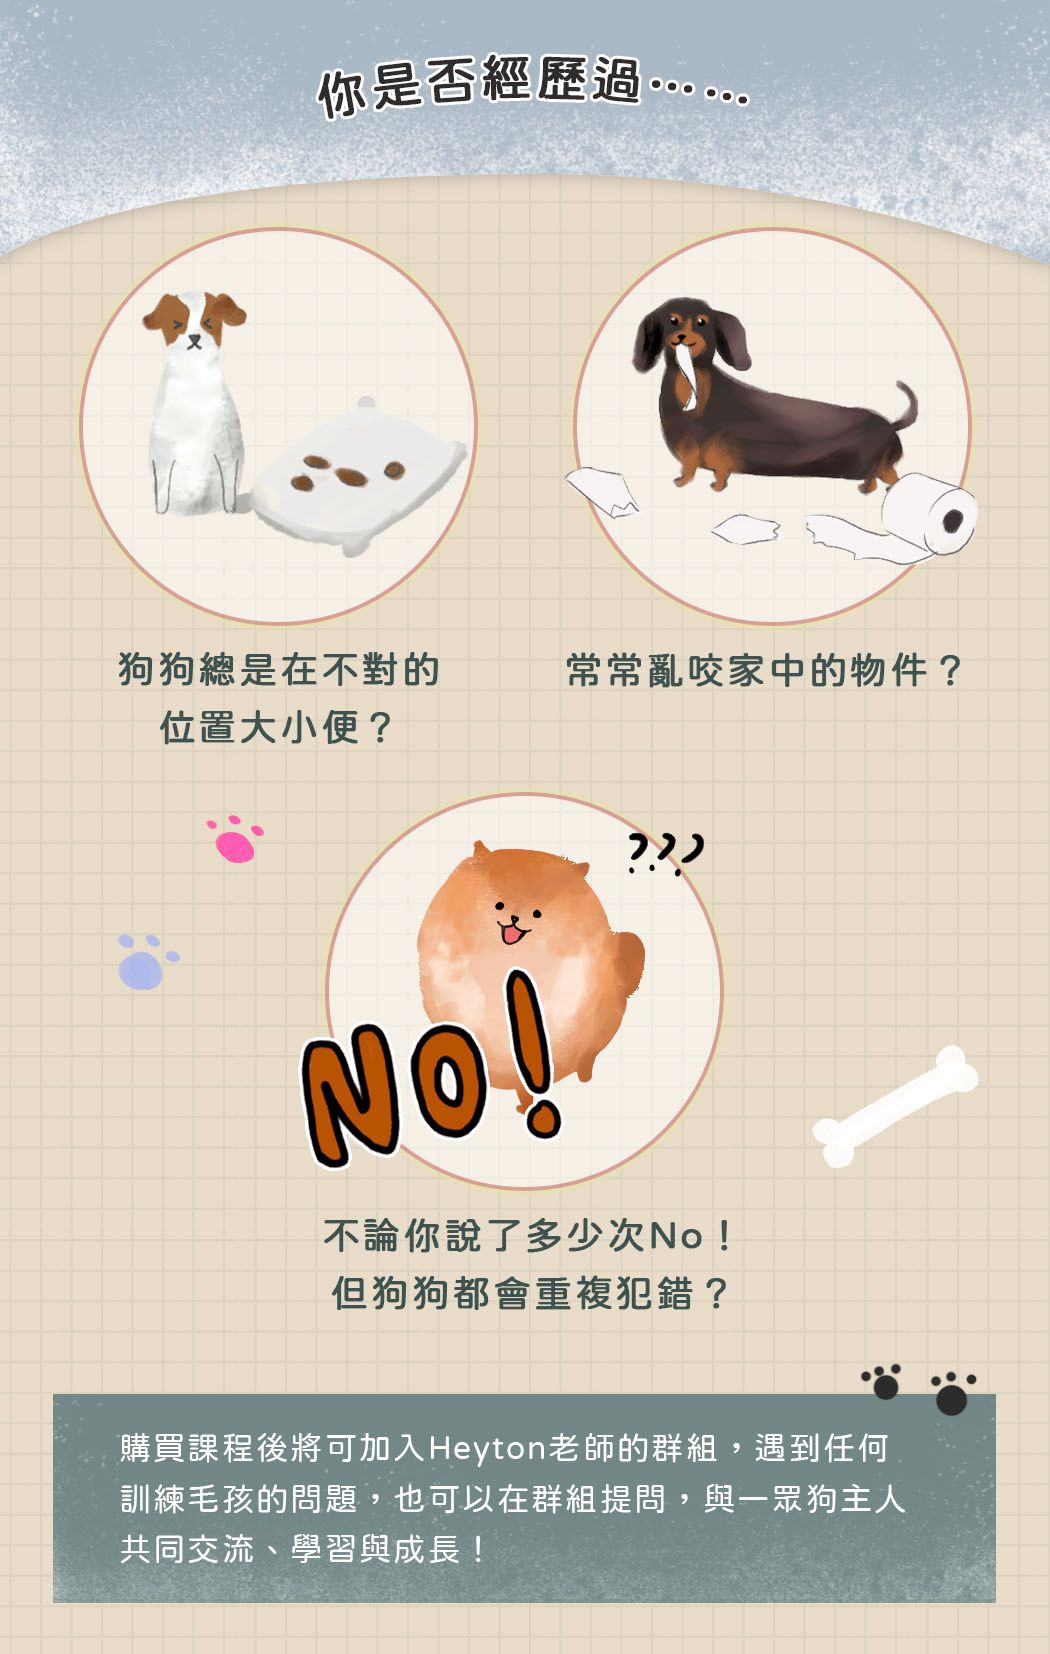 你是否經歷過……
狗狗總是在不對的
位置大小便？
常常亂咬家中的物件？
???
NO!
不論你說了多少次No！
但狗狗都會重複犯錯？
購買課程後將可加入Heyton老師的群組，遇到任何
訓練毛孩的問題，也可以在群組提問，與一眾狗主人
共同交流、學習與成長！